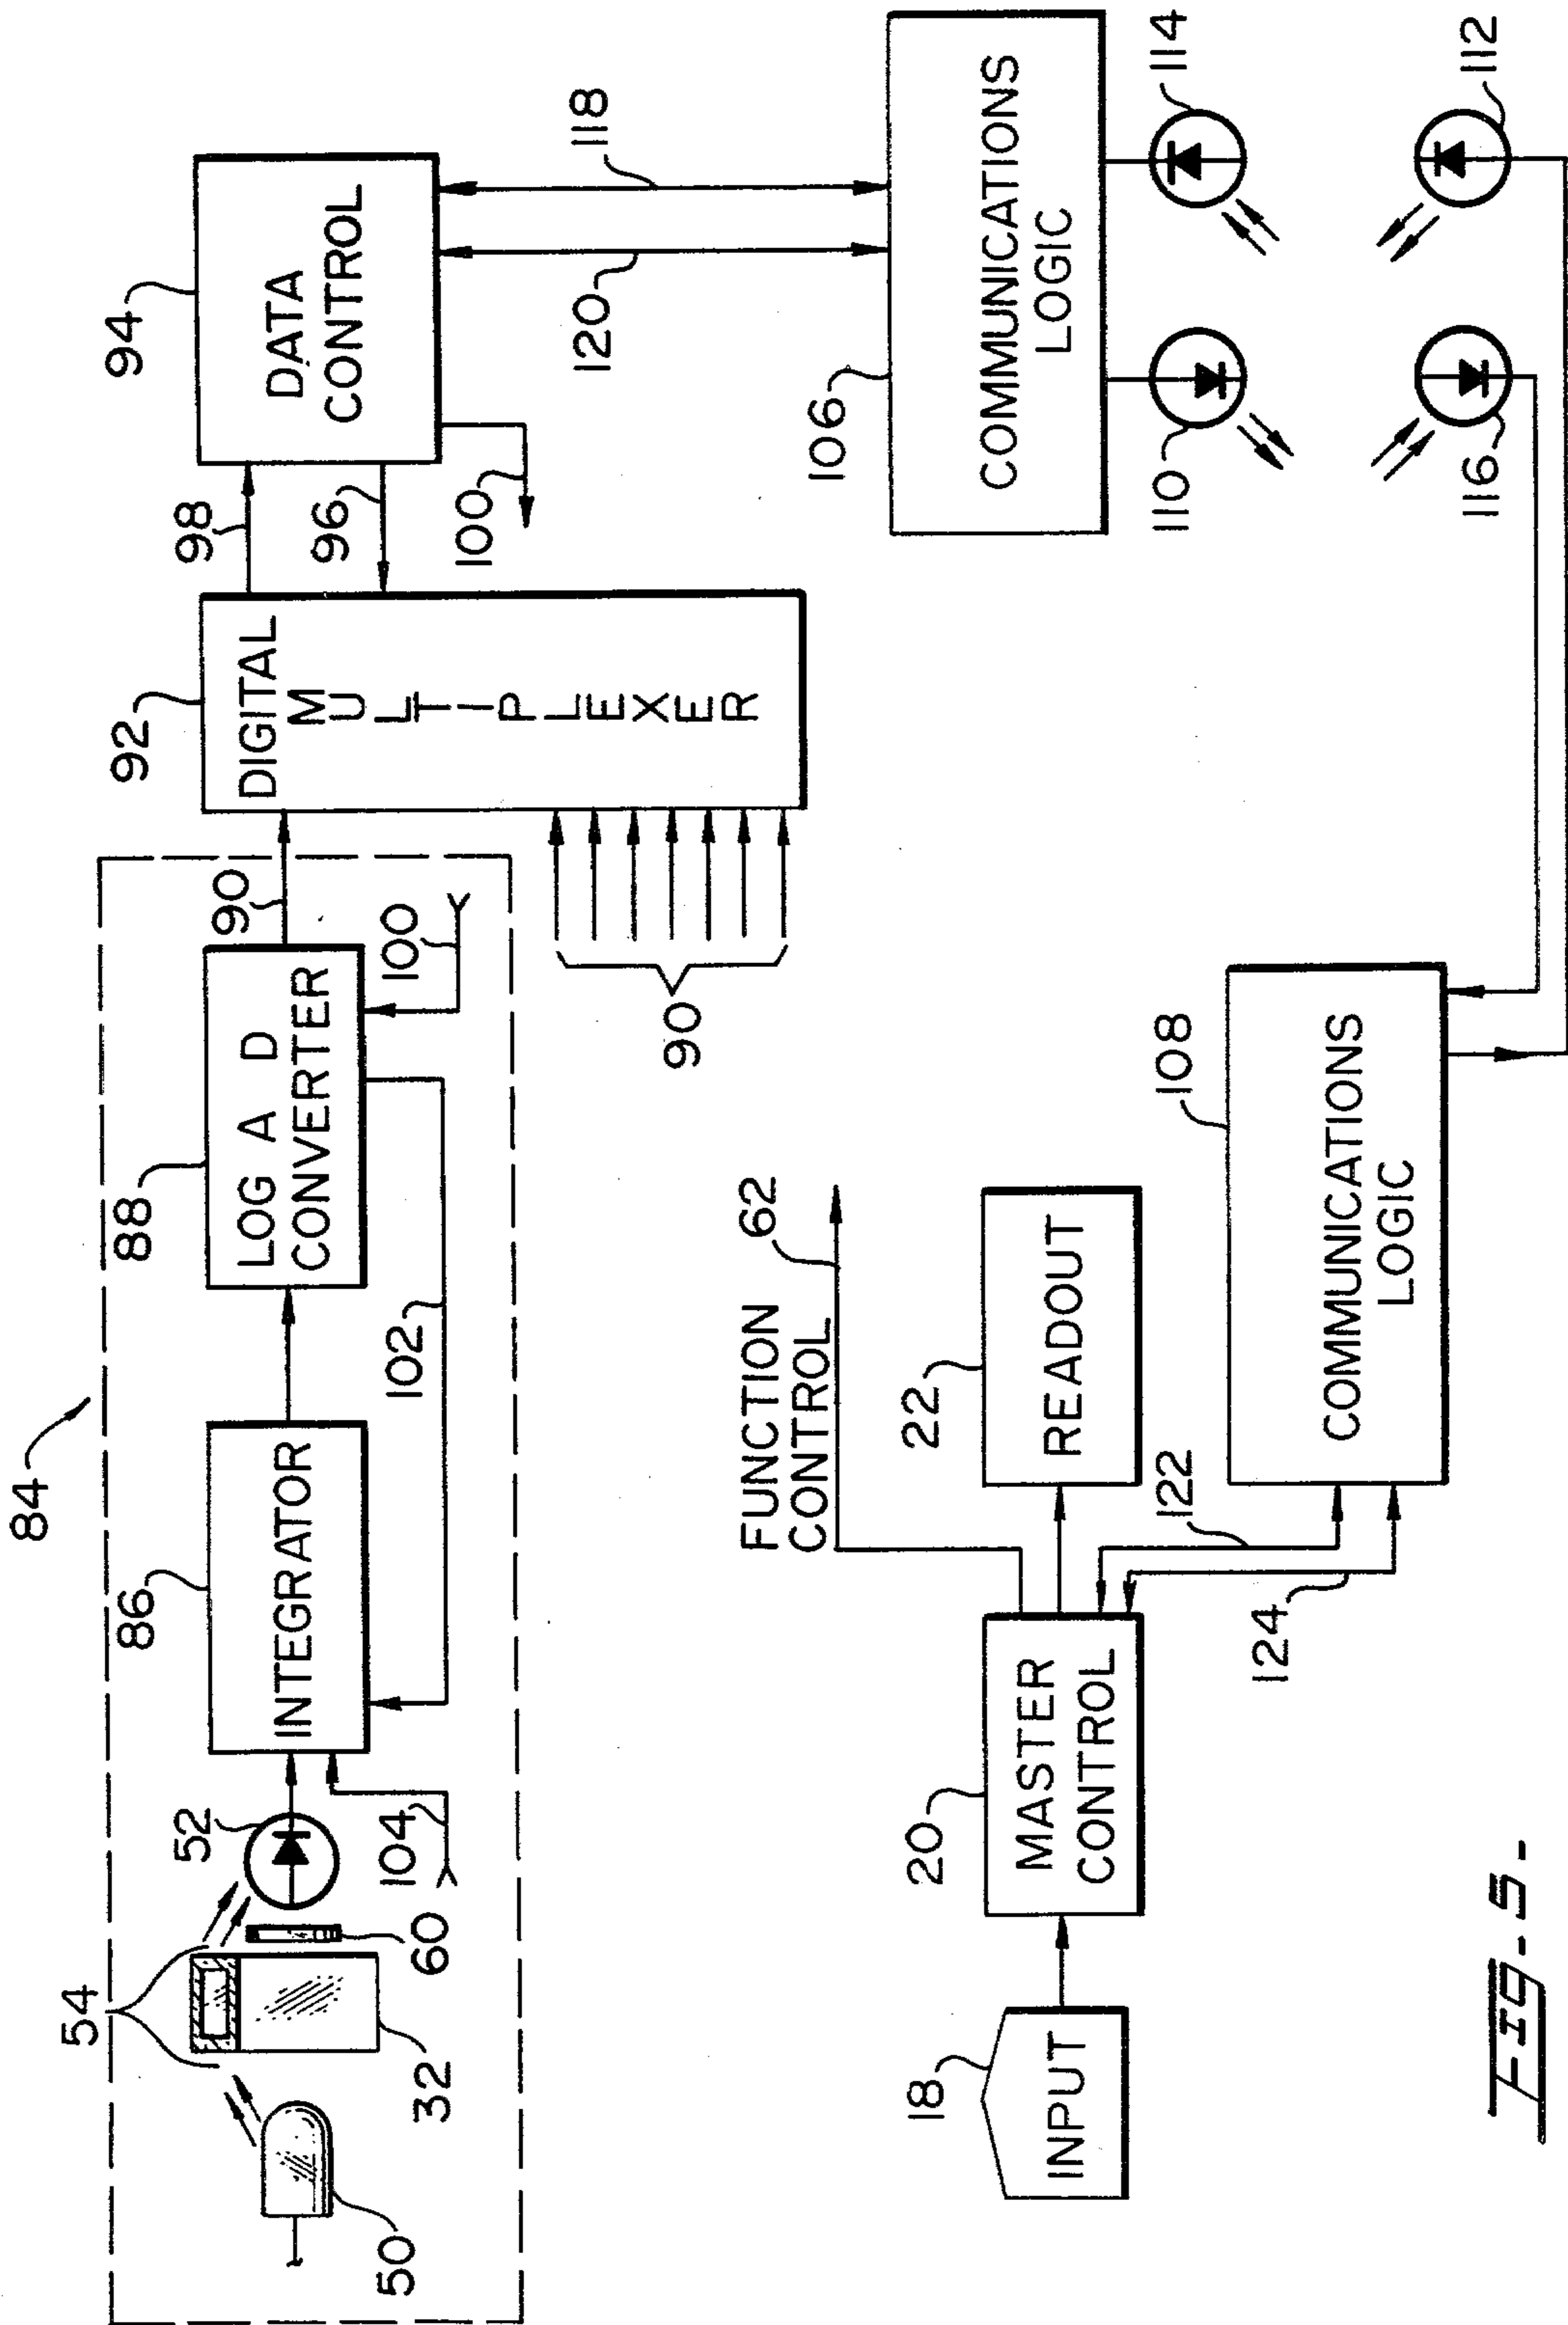 84
54
52
86
88
90
92
98
94
INTEGRATOR
LOG A D
CONVERTER
DIGITAL
MULTIPLEXER
DATA
CONTROL
96
100
50
32
60
104
102
100
90
100
120
118
FUNCTION
CONTROL
62
106
COMMUNICATIONS
LOGIC
18
INPUT
20
MASTER
CONTROL
22
READOUT
108
COMMUNICATIONS
LOGIC
110
114
124
122
116
112
FIG. 5.